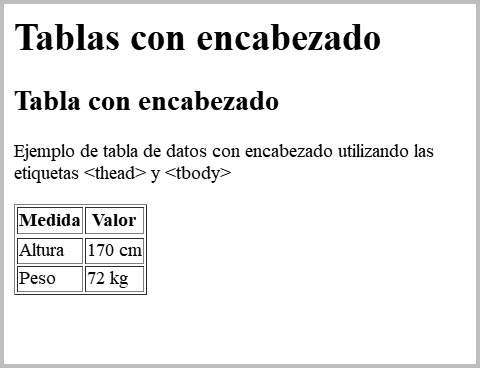 Tablas con encabezado
Tabla con encabezado
Ejemplo de tabla de datos con encabezado utilizando las
etiquetas <thead> y <tbody>
Medida Valor
Altura 170 cm
Peso 72 kg